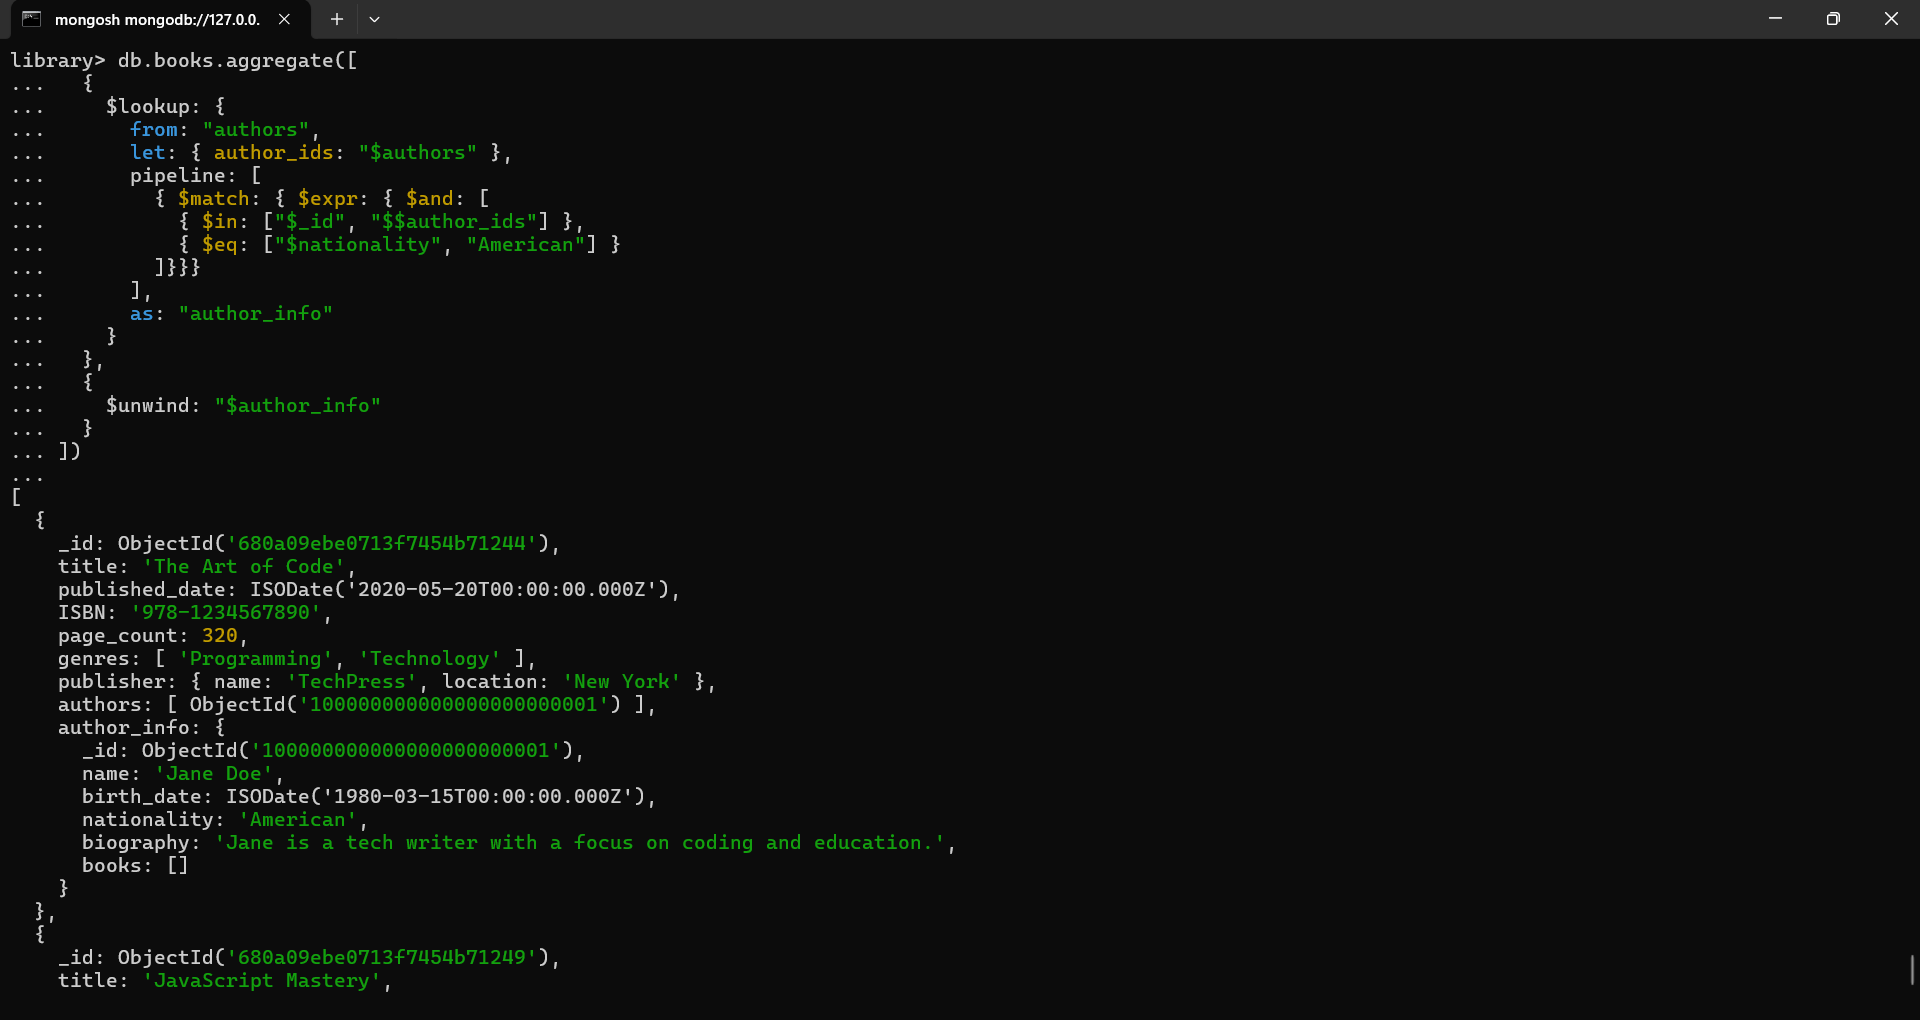 mongosh mongodb://127.0.0.
library> db.books.aggregate([
...   {
...     $lookup: {
...       from: "authors",
...       let: { author_ids: "$authors" },
...       pipeline: [
...         { $match: { $expr: { $and: [
...           { $in: ["$_id", "$$author_ids"] },
...           { $eq: ["$nationality", "American"] }
...         ]}}}
...       ],
...       as: "author_info"
...     }
...   },
...   {
...     $unwind: "$author_info"
...   }
... ])
...
[
  {
    _id: ObjectId('680a09ebe0713f7454b71244'),
    title: 'The Art of Code',
    published_date: ISODate('2020-05-20T00:00:00.000Z'),
    ISBN: '978-1234567890',
    page_count: 320,
    genres: [ 'Programming', 'Technology' ],
    publisher: { name: 'TechPress', location: 'New York' },
    authors: [ ObjectId('100000000000000000000001') ],
    author_info: {
      _id: ObjectId('100000000000000000000001'),
      name: 'Jane Doe',
      birth_date: ISODate('1980-03-15T00:00:00.000Z'),
      nationality: 'American',
      biography: 'Jane is a tech writer with a focus on coding and education.',
      books: []
    }
  },
  {
    _id: ObjectId('680a09ebe0713f7454b71249'),
    title: 'JavaScript Mastery',